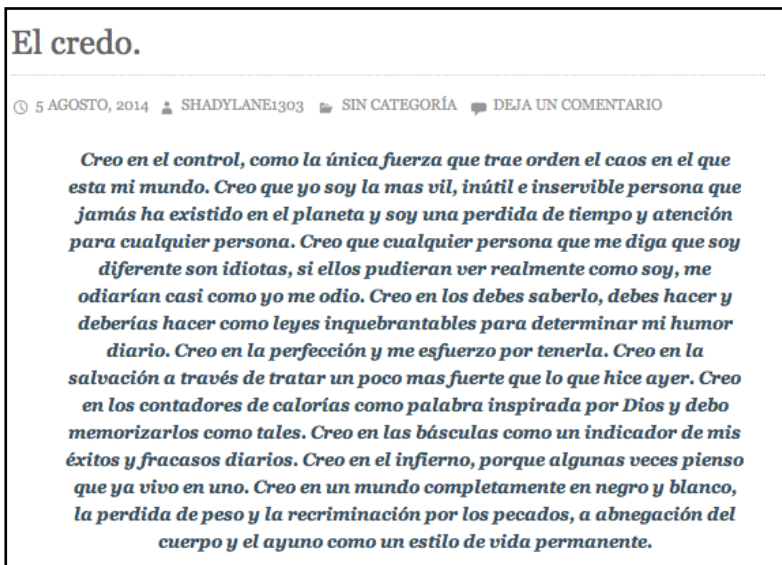 El credo.
5 AGOSTO, 2014 SHADYLANE1303 SIN CATEGORÍA DEJA UN COMENTARIO
Creo en el control, como la única fuerza que trae orden el caos en el que
esta mi mundo. Creo que yo soy la mas vil, inútil e inservible persona que
jamás ha existido en el planeta y soy una perdida de tiempo y atención
para cualquier persona. Creo que cualquier persona que me diga que soy
diferente son idiotas, si ellos pudieran ver realmente como soy, me
odiarían casi como yo me odio. Creo en los debes saberlo, debes hacer y
deberías hacer como leyes inquebrantables para determinar mi humor
diario. Creo en la perfección y me esfuerzo por tenerla. Creo en la
salvación a través de tratar un poco mas fuerte que lo que hice ayer. Creo
en los contadores de calorías como palabra inspirada por Dios y debo
memorizarlos como tales. Creo en las básculas como un indicador de mis
éxitos y fracasos diarios. Creo en el infierno, porque algunas veces pienso
que ya vivo en uno. Creo en un mundo completamente en negro y blanco,
la perdida de peso y la recriminación por los pecados, a abnegación del
cuerpo y el ayuno como un estilo de vida permanente.